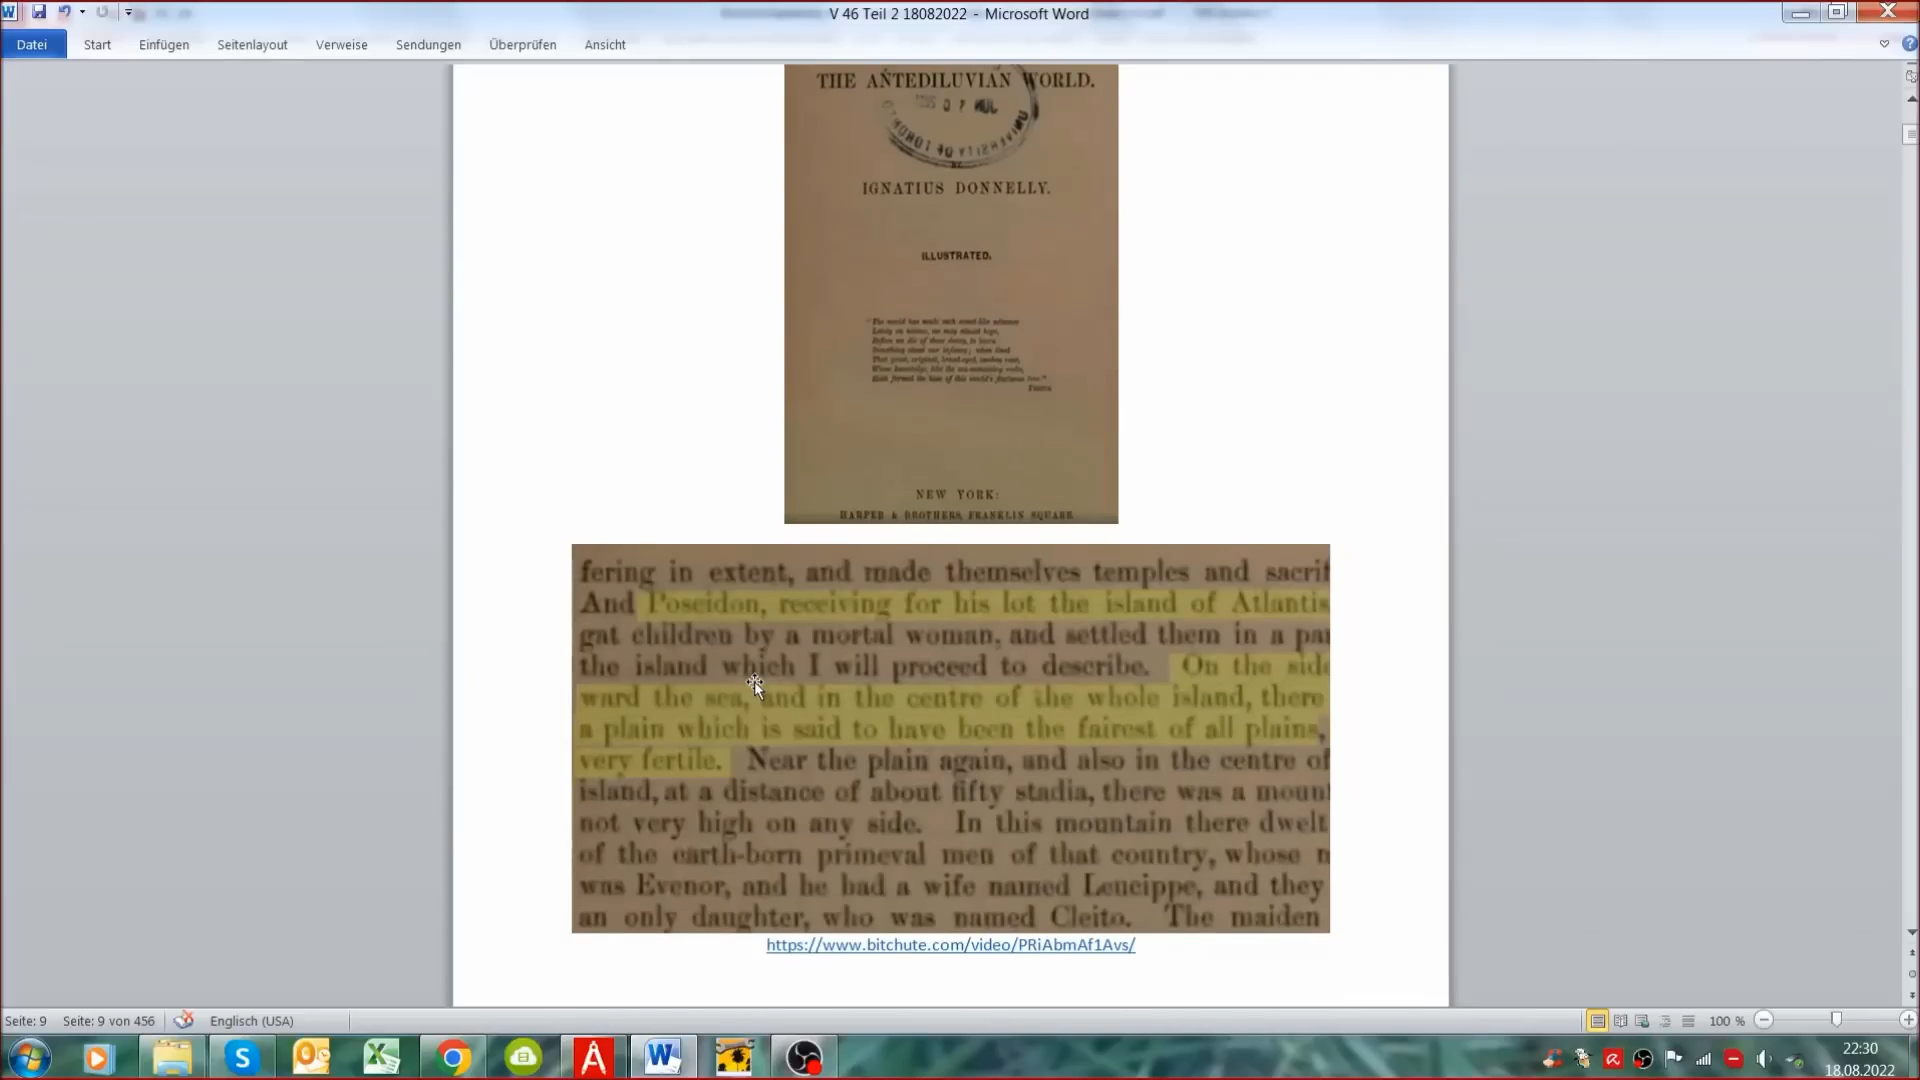 V 46 Teil 2 18082022 - Microsoft Word
Datei Start Einfügen Seitenlayout Verweise Sendungen Überprüfen Ansicht
THE ANTEDILUVIAN WORLD.
IGNATIUS DONNELLY.
ILLUSTRATED.
NEW YORK:
HARPER & BROTHERS, FRANKLIN SQUARE
fering in extent, and made themselves temples and sacrif
And Poseidon, receiving for his lot the island of Atlantis
gat children by a mortal woman, and settled them in a par
the island which I will proceed to describe. On the side
ward the sea, and in the centre of the whole island, there
a plain which is said to have been the fairest of all plains,
very fertile. Near the plain again, and also in the centre of
island, at a distance of about fifty stadia, there was a moun
not very high on any side. In this mountain there dwelt
of the earth-born primeval men of that country, whose n
was Evenor, and he had a wife named Leucippe, and they
an only daughter, who was named Cleito. The maiden
https://www.bitchute.com/video/PRiAbmAf1Avs/
Seite: 9 Seite: 9 von 456 Englisch (USA) 100 %
22:30
18.08.2022